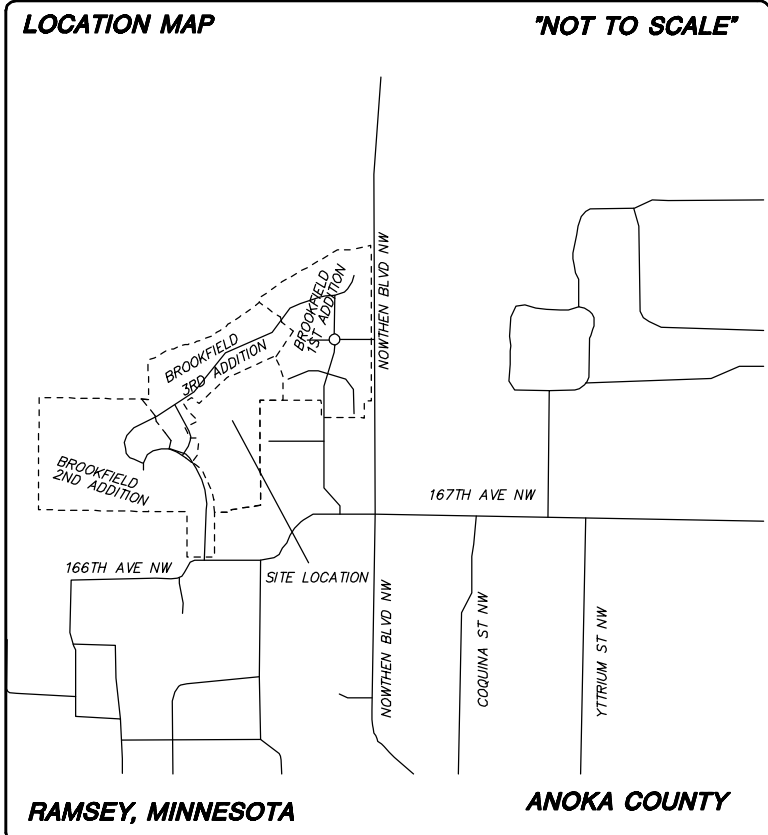 LOCATION MAP
"NOT TO SCALE"
NOWTHEN BLVD NW
BROOKFIELD
1ST ADDITION
BROOKFIELD
3RD ADDITION
BROOKFIELD
2ND ADDITION
167TH AVE NW
166TH AVE NW
SITE LOCATION
NOWTHEN BLVD NW
COQUINA ST NW
YTTRIUM ST NW
RAMSEY, MINNESOTA
ANOKA COUNTY